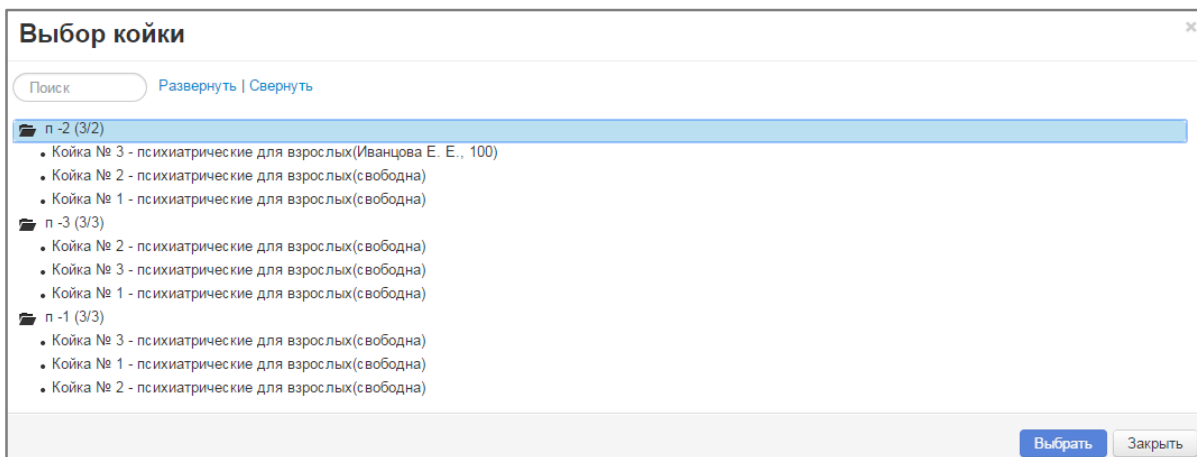 Выбор койки
×
Поиск Развернуть | Свернуть
п -2 (3/2)
Койка № 3 - психиатрические для взрослых(Иванцова Е. Е., 100)
Койка № 2 - психиатрические для взрослых(свободна)
Койка № 1 - психиатрические для взрослых(свободна)
п -3 (3/3)
Койка № 2 - психиатрические для взрослых(свободна)
Койка № 3 - психиатрические для взрослых(свободна)
Койка № 1 - психиатрические для взрослых(свободна)
п -1 (3/3)
Койка № 3 - психиатрические для взрослых(свободна)
Койка № 1 - психиатрические для взрослых(свободна)
Койка № 2 - психиатрические для взрослых(свободна)
Выбрать Закрыть